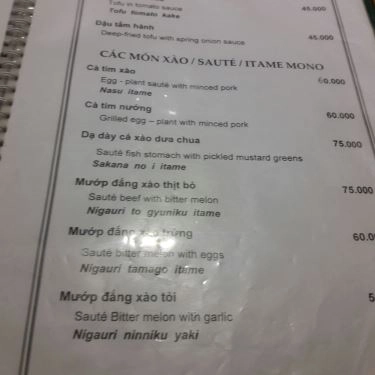 Tofu in tomato sauce 45.000
Tofu tomato kake
Đậu tẩm hành
Deep-fried tofu with spring onion sauce 45.000
CÁC MÓN XÀO / SAUTÉ / ITAME MONO
Cà tím xào 60.000
Egg - plant sauté with minced pork
Nasu itame
Cà tím nướng 60.000
Grilled egg – plant with minced pork
Dạ dày cá xào dưa chua 75.000
Sauté fish stomach with pickled mustard greens
Sakana no i itame
Mướp đắng xào thịt bò 75.000
Sauté beef with bitter melon
Nigauri to gyuniku itame
Mướp đắng xào trứng 60.0
Sauté bitter melon with eggs
Nigauri tamago itame
Mướp đắng xào tỏi 5
Sauté Bitter melon with garlic
Nigauri ninniku yaki